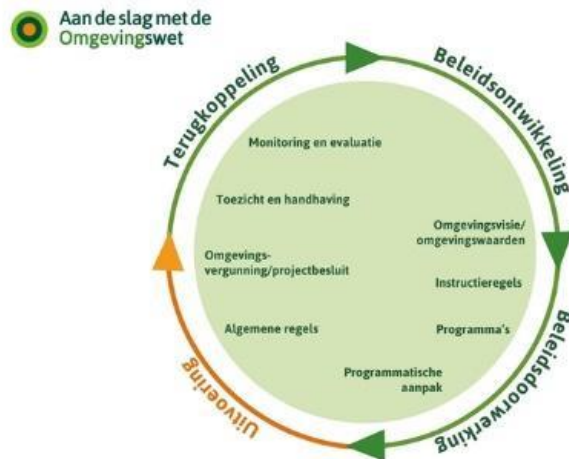 Aan de slag met de
Omgevingswet
Terugkoppeling
Beleidsontwikkeling
Monitoring en evaluatie
Toezicht en handhaving
Omgevingsvisie/
omgevingswaarden
Omgevings-
vergunning/projectbesluit
Instructieregels
Algemene regels
Programma's
Programmatische
aanpak
Uitvoering
Beleidsdoorwerking